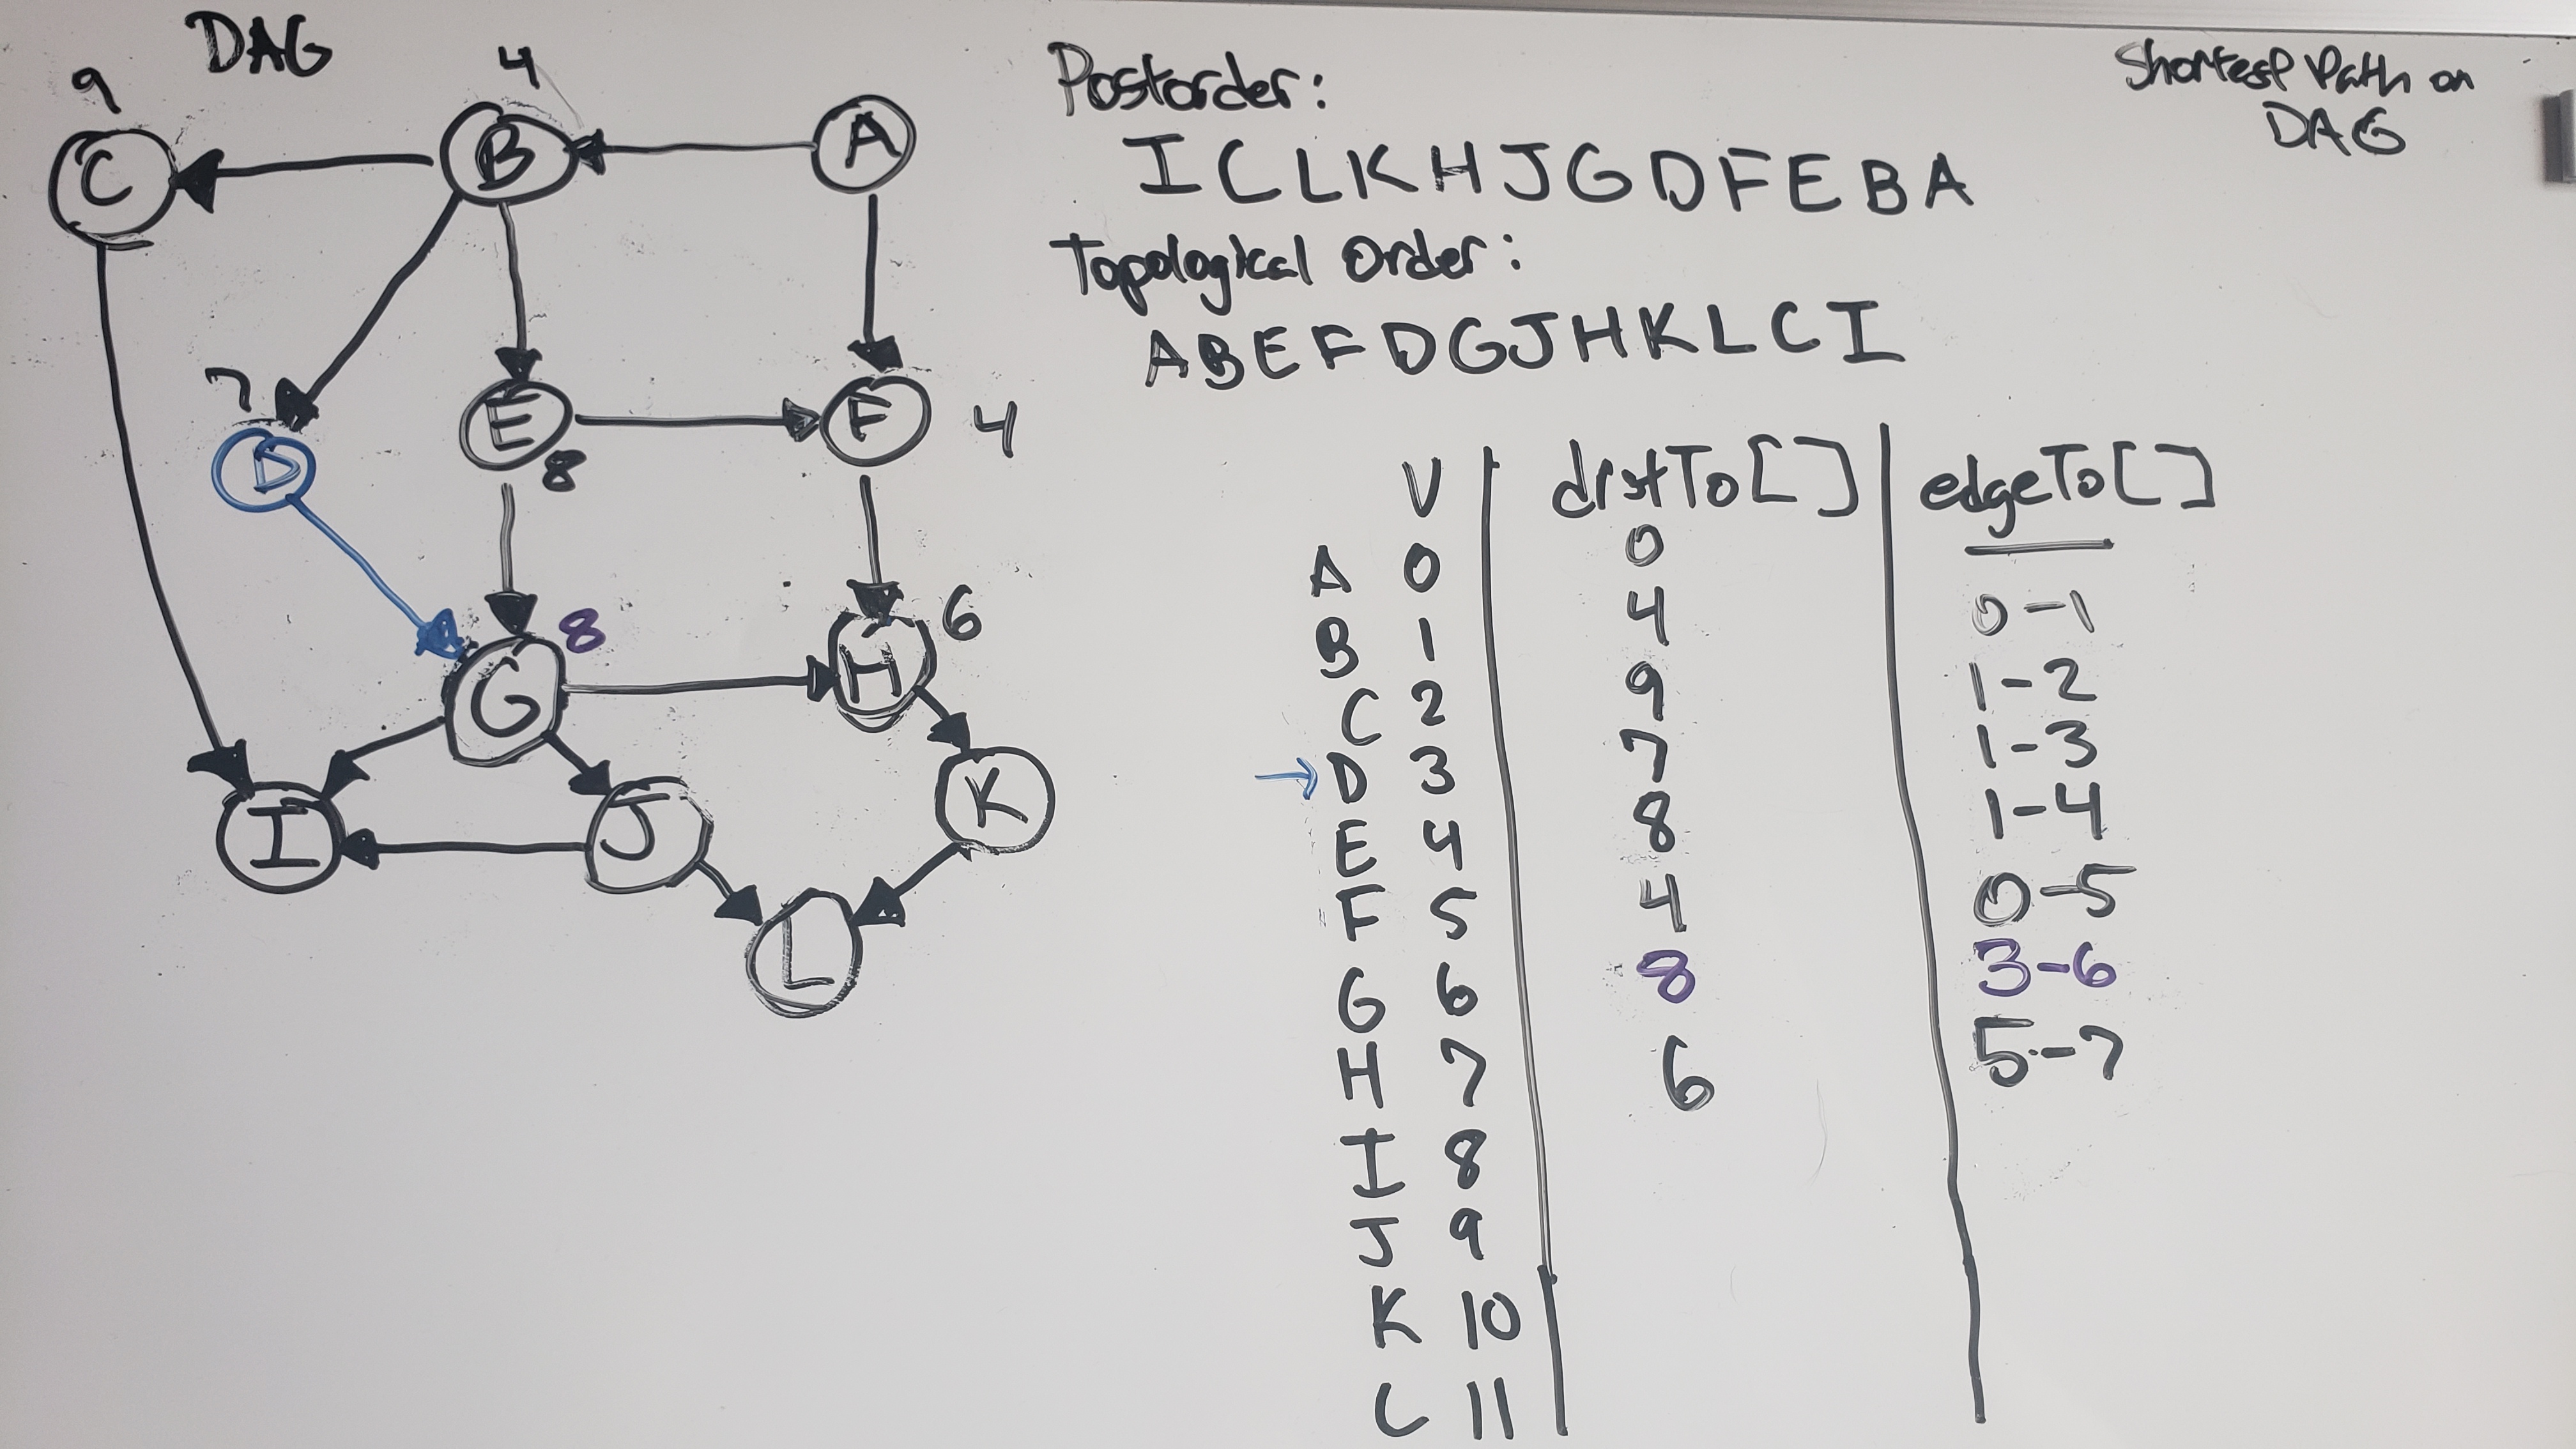 DAG
9
4
C
B
A
7
D
E
8
F
4
G
8
H
6
I
J
K
L
Postorder:
I C L K H J G D F E B A
Topological Order:
A B E F D G J H K L C I
Shortest Path on
DAG
V distTo[ ] edgeTo[ ]
A 0 0 —
B 1 4 0-1
C 2 9 1-2
→ D 3 7 1-3
E 4 8 1-4
F 5 4 0-5
G 6 8 3-6
H 7 6 5-7
I 8
J 9
K 10
L 11